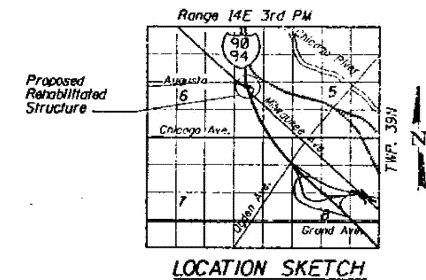 Range 14E 3rd PM
90
94
Chicago River
Proposed
Rehabilitated
Structure
Augusta
6
5
Milwaukee Ave.
TWP. 39N
Chicago Ave.
Z
7
Ogden Ave.
8
Grand Ave.
LOCATION SKETCH